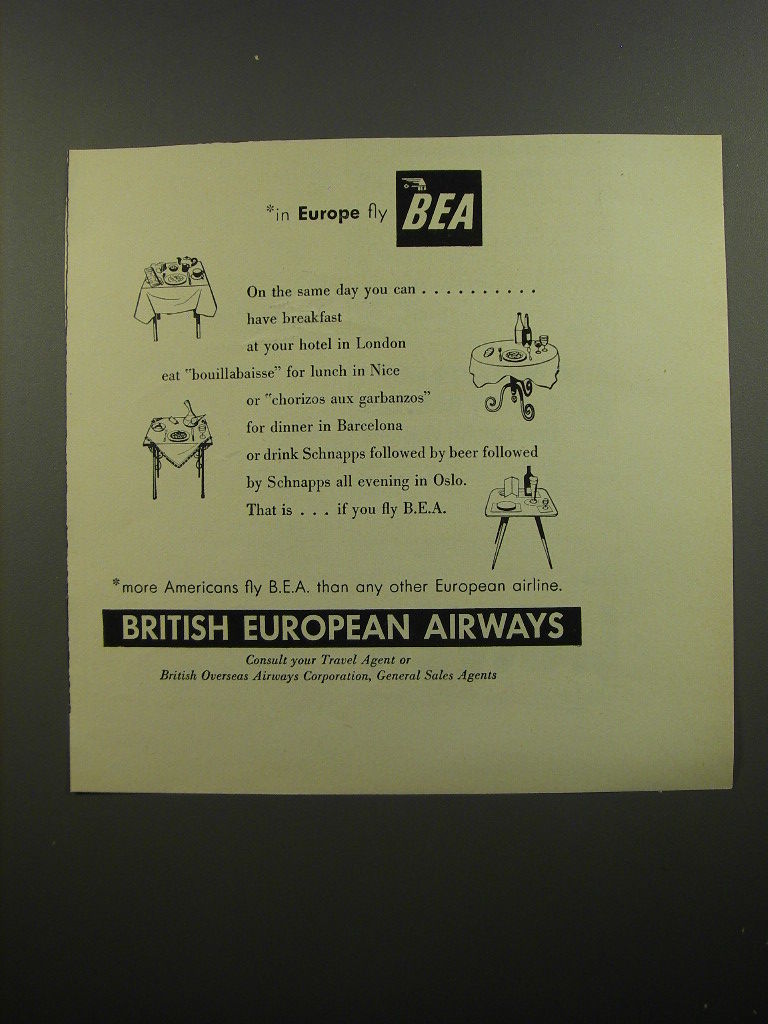 *in Europe fly BEA
On the same day you can . . . . . . . . . .
have breakfast
at your hotel in London
eat "bouillabaisse" for lunch in Nice
or "chorizos aux garbanzos"
for dinner in Barcelona
or drink Schnapps followed by beer followed
by Schnapps all evening in Oslo.
That is . . . if you fly B.E.A.
*more Americans fly B.E.A. than any other European airline.
BRITISH EUROPEAN AIRWAYS
Consult your Travel Agent or
British Overseas Airways Corporation, General Sales Agents